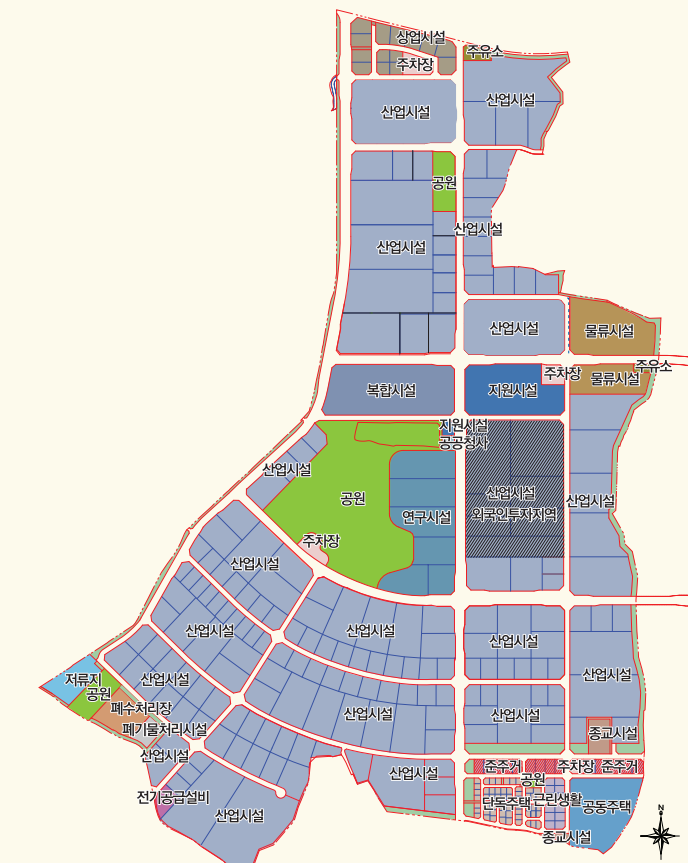 상업시설
주유소
주차장
산업시설
산업시설
공원
산업시설
산업시설
산업시설
물류시설
주유소
주차장
물류시설
복합시설
지원시설
지원시설
공공청사
산업시설
산업시설
외국인투자지역
산업시설
공원
연구시설
주차장
산업시설
산업시설
산업시설
산업시설
산업시설
저류지
산업시설
공원
폐수처리장
산업시설
산업시설
폐기물처리시설
종교시설
산업시설
준주거
주차장
준주거
산업시설
공원
전기공급설비
단독주택
근린생활
공동주택
산업시설
종교시설
N